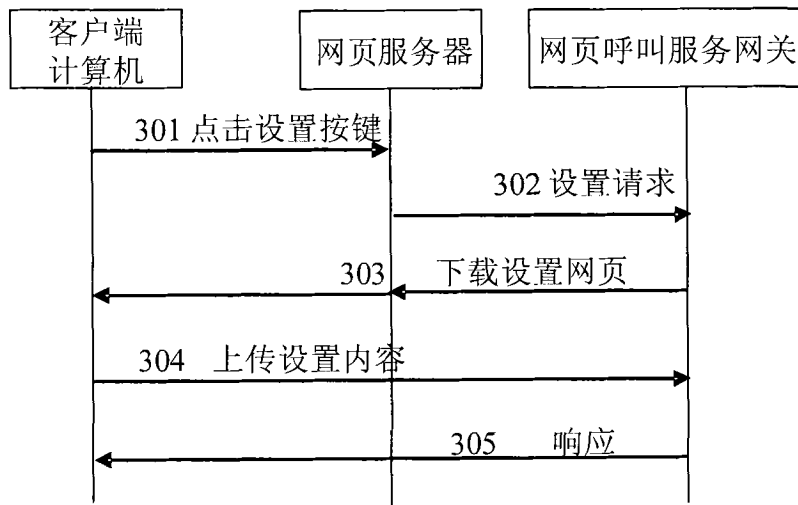 客户端
计算机
网页服务器
网页呼叫服务网关
301 点击设置按键
302 设置请求
303 下载设置网页
304 上传设置内容
305 响应